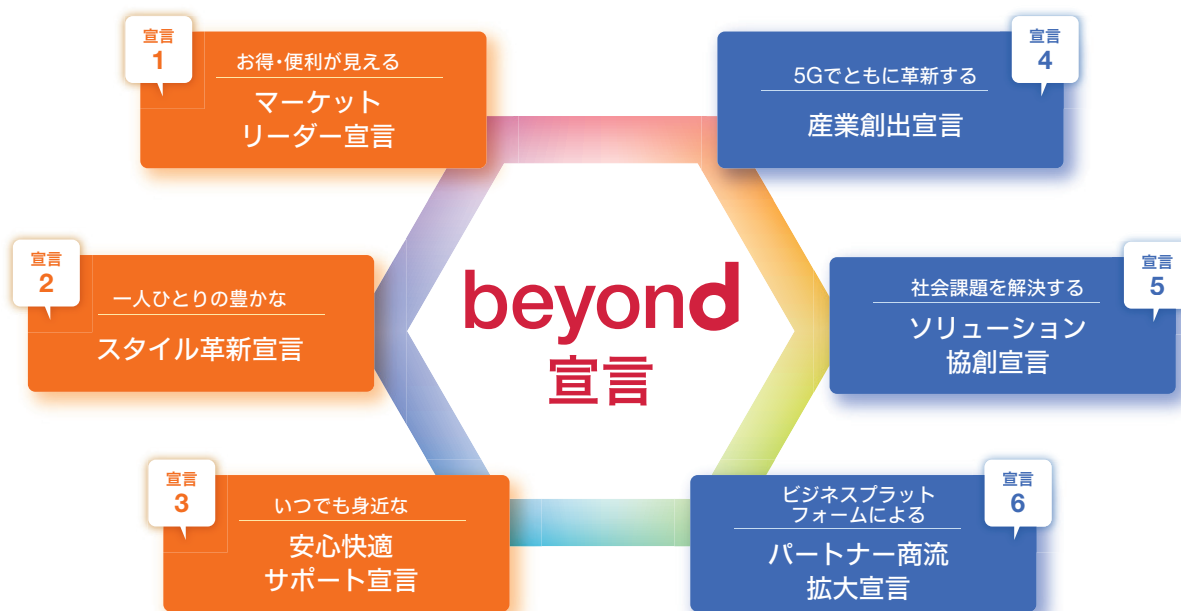 宣言
1
お得・便利が見える
マーケット
リーダー宣言
宣言
2
一人ひとりの豊かな
スタイル革新宣言
宣言
3
いつでも身近な
安心快適
サポート宣言
beyond
宣言
宣言
4
5Gでともに革新する
産業創出宣言
宣言
5
社会課題を解決する
ソリューション
協創宣言
宣言
6
ビジネスプラット
フォームによる
パートナー商流
拡大宣言